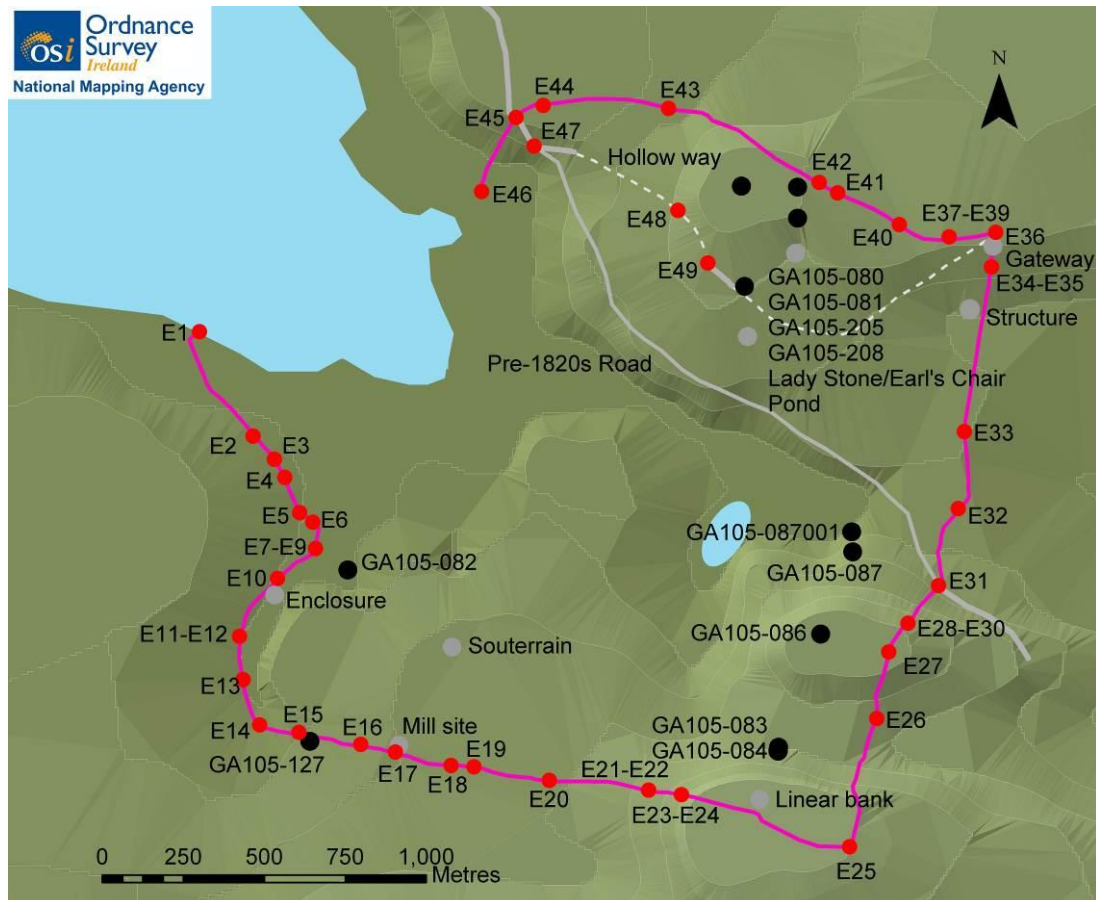 Ordnance
Survey
Ireland
OSi
National Mapping Agency
N
E44
E43
E45
E47
Hollow way
E42
E41
E46
E48
E37-E39
E40
E36
Gateway
E49
GA105-080
E34-E35
GA105-081
GA105-205
Structure
GA105-208
E1
Pre-1820s Road
Lady Stone/Earl's Chair
Pond
E2
E3
E33
E4
E5
E6
E32
GA105-087001
E7-E9
GA105-082
GA105-087
E10
E31
Enclosure
E11-E12
Souterrain
GA105-086
E28-E30
E27
E13
E14
E15
E16
Mill site
GA105-083
E26
GA105-127
E17
E19
GA105-084
E18
E21-E22
E20
E23-E24
Linear bank
E25
0 250 500 750 1,000
Metres